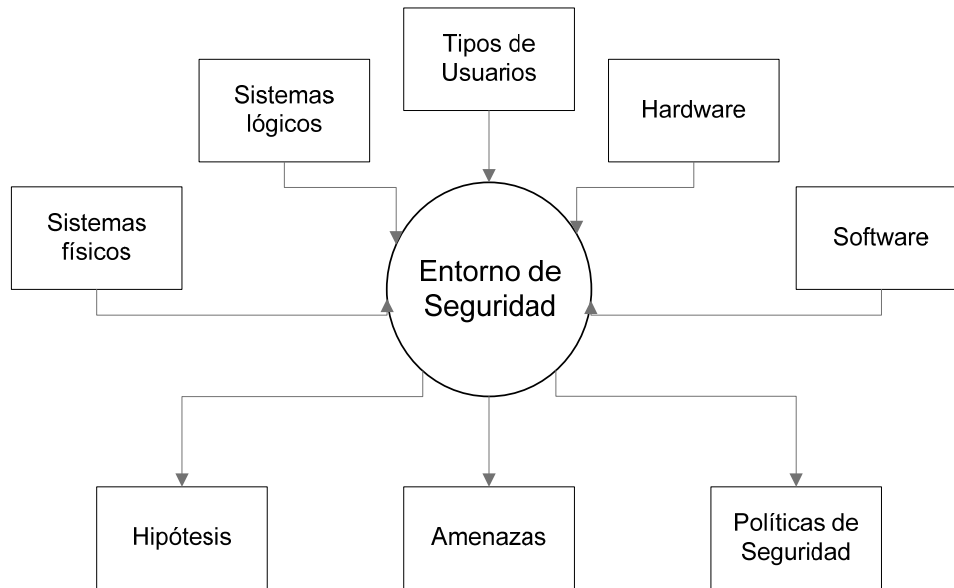 Tipos de
Usuarios
Sistemas
lógicos
Hardware
Sistemas
físicos
Software
Entorno de
Seguridad
Hipótesis
Amenazas
Políticas de
Seguridad